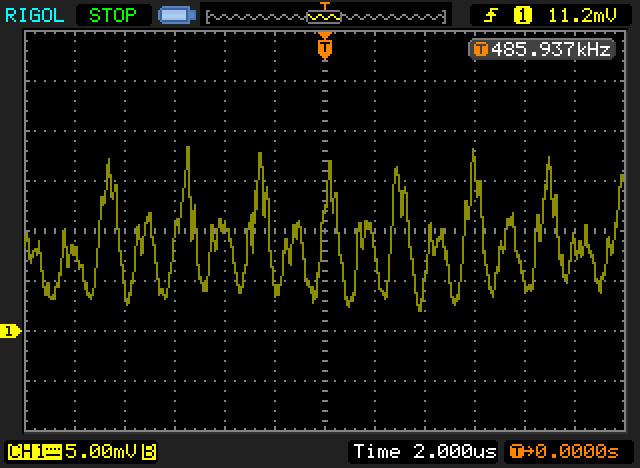 RIGOL STOP T 1 11.2mV
T T 485.937kHz
1
CH1 5.00mV B Time 2.000us T→0.0000s